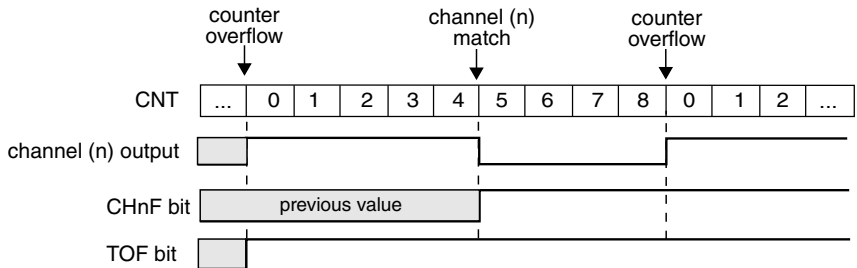 counter
overflow
channel (n)
match
counter
overflow
CNT ... 0 1 2 3 4 5 6 7 8 0 1 2 ...
channel (n) output
CHnF bit previous value
TOF bit